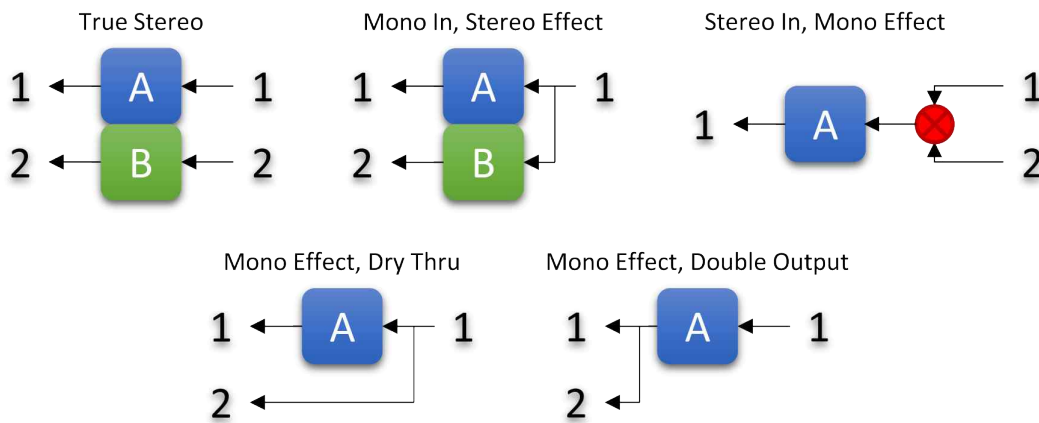 True Stereo
1 A 1
2 B 2
Mono In, Stereo Effect
1 A 1
2 B
Stereo In, Mono Effect
1
1 A
2
Mono Effect, Dry Thru
1 A 1
2
Mono Effect, Double Output
1 A 1
2